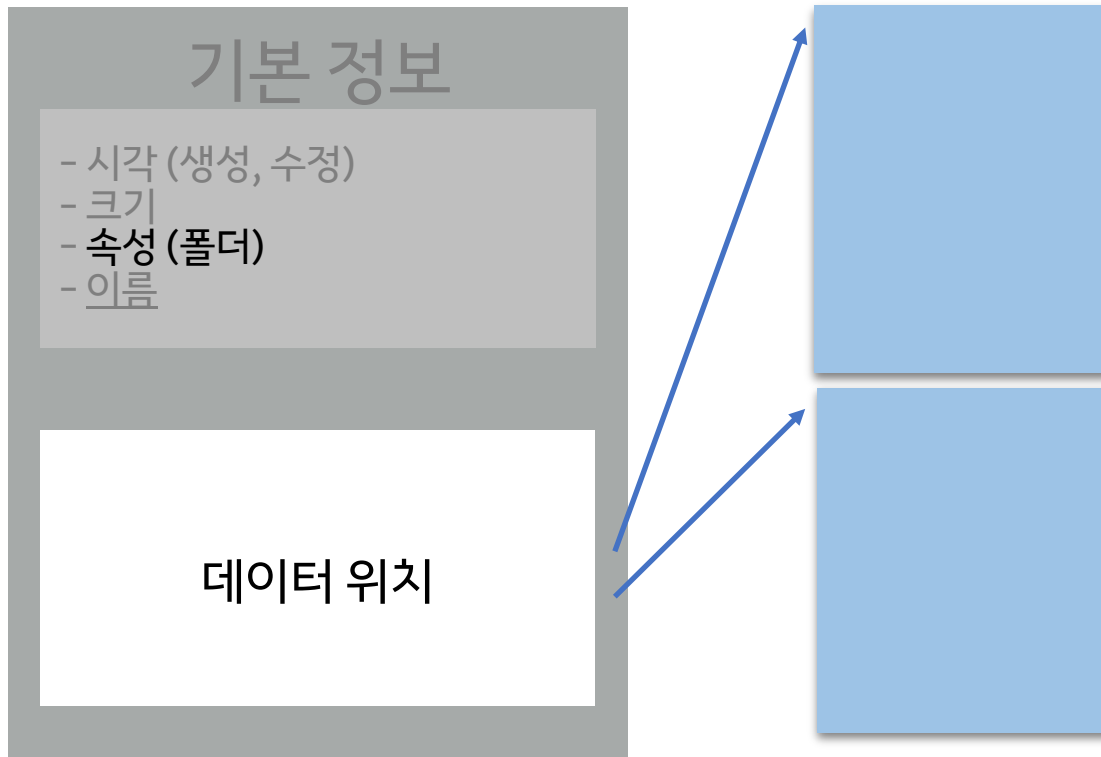 기본 정보
- 시각 (생성, 수정)
- 크기
- 속성 (폴더)
- 이름
데이터 위치